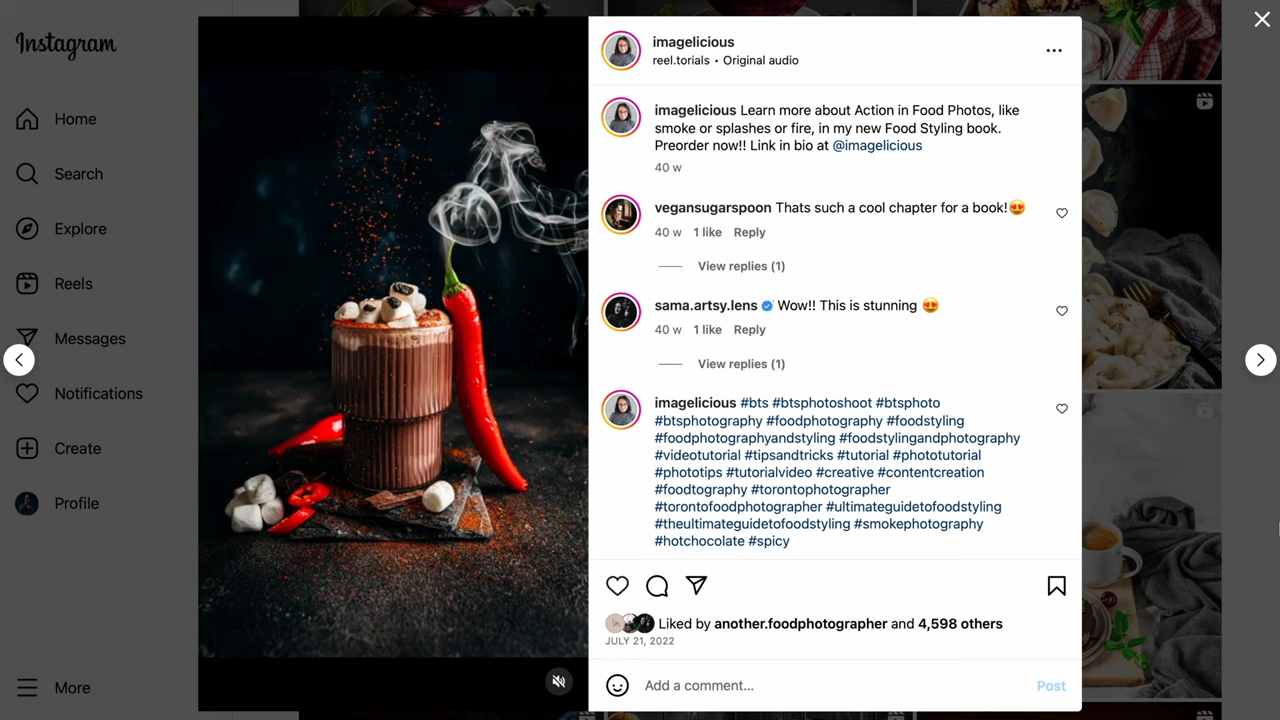 Instagram
Home
Search
Explore
Reels
Messages
Notifications
Create
Profile
More
imagelicious
reel.torials • Original audio
imagelicious Learn more about Action in Food Photos, like
smoke or splashes or fire, in my new Food Styling book.
Preorder now!! Link in bio at @imagelicious
40 w
vegansugarspoon Thats such a cool chapter for a book!😍
40 w 1 like Reply
View replies (1)
sama.artsy.lens Wow!! This is stunning 😍
40 w 1 like Reply
View replies (1)
imagelicious #bts #btsphotoshoot #btsphoto
#btsphotography #foodphotography #foodstyling
#foodphotographyandstyling #foodstylingandphotography
#videotutorial #tipsandtricks #tutorial #phototutorial
#phototips #tutorialvideo #creative #contentcreation
#foodtography #torontophotographer
#torontofoodphotographer #ultimateguidetofoodstyling
#theultimateguidetofoodstyling #smokephotography
#hotchocolate #spicy
Liked by another.foodphotographer and 4,598 others
JULY 21, 2022
Add a comment...
Post